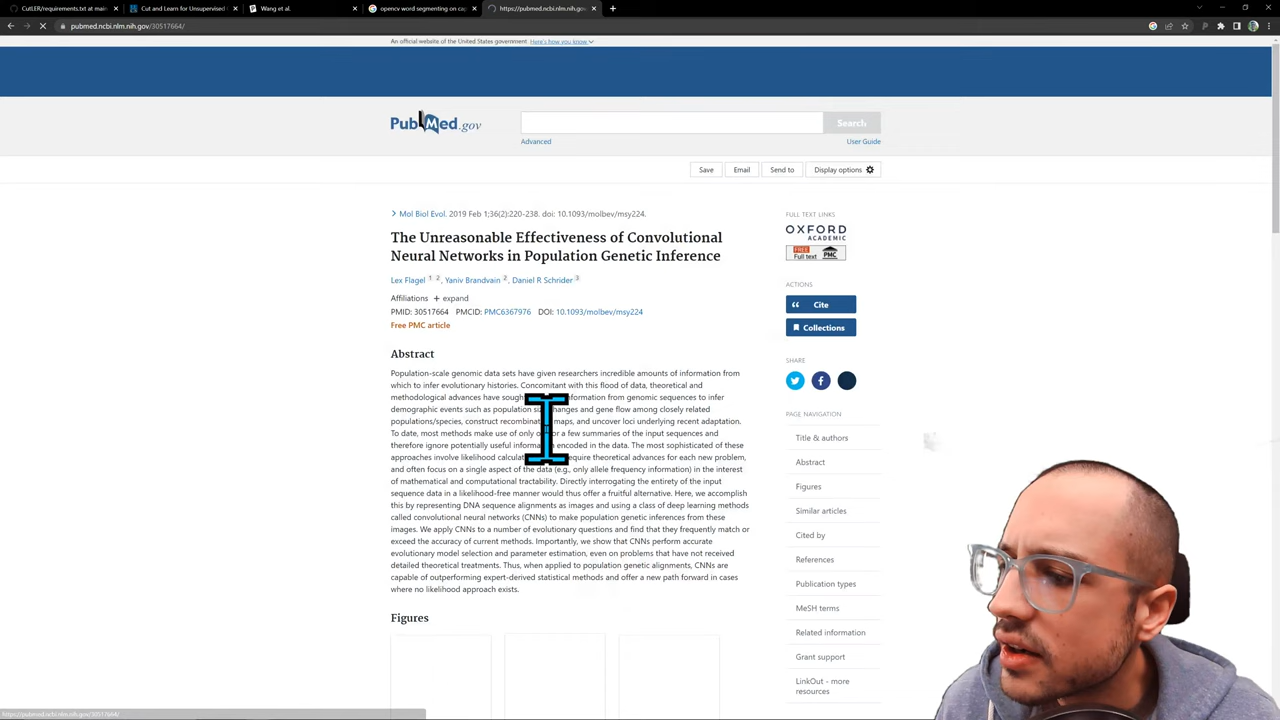 CutLER/requirements.txt at main
Cut and Learn for Unsupervised
Wang et al.
opencv word segmenting on cap
https://pubmed.ncbi.nlm.nih.gov/
pubmed.ncbi.nlm.nih.gov/30517664/
An official website of the United States government Here's how you know
PubMed.gov
Search
Advanced
User Guide
Save
Email
Send to
Display options
Mol Biol Evol. 2019 Feb 1;36(2):220-238. doi: 10.1093/molbev/msy224.
The Unreasonable Effectiveness of Convolutional
Neural Networks in Population Genetic Inference
Lex Flagel 1 2, Yaniv Brandvain 2, Daniel R Schrider 3
Affiliations + expand
PMID: 30517664 PMCID: PMC6367976 DOI: 10.1093/molbev/msy224
Free PMC article
Abstract
Population-scale genomic data sets have given researchers incredible amounts of information from
which to infer evolutionary histories. Concomitant with this flood of data, theoretical and
methodological advances have sough information from genomic sequences to infer
demographic events such as population si changes and gene flow among closely related
populations/species, construct recombinat maps, and uncover loci underlying recent adaptation.
To date, most methods make use of only o or a few summaries of the input sequences and
therefore ignore potentially useful informa encoded in the data. The most sophisticated of these
approaches involve likelihood calculat require theoretical advances for each new problem,
and often focus on a single aspect of the data (e.g., only allele frequency information) in the interest
of mathematical and computational tractability. Directly interrogating the entirety of the input
sequence data in a likelihood-free manner would thus offer a fruitful alternative. Here, we accomplish
this by representing DNA sequence alignments as images and using a class of deep learning methods
called convolutional neural networks (CNNs) to make population genetic inferences from these
images. We apply CNNs to a number of evolutionary questions and find that they frequently match or
exceed the accuracy of current methods. Importantly, we show that CNNs perform accurate
evolutionary model selection and parameter estimation, even on problems that have not received
detailed theoretical treatments. Thus, when applied to population genetic alignments, CNNs are
capable of outperforming expert-derived statistical methods and offer a new path forward in cases
where no likelihood approach exists.
Figures
FULL TEXT LINKS
OXFORD
ACADEMIC
FREE
Full text PMC
ACTIONS
Cite
Collections
SHARE
PAGE NAVIGATION
Title & authors
Abstract
Figures
Similar articles
Cited by
References
Publication types
MeSH terms
Related information
Grant support
LinkOut - more
resources
https://pubmed.ncbi.nlm.nih.gov/30517664/